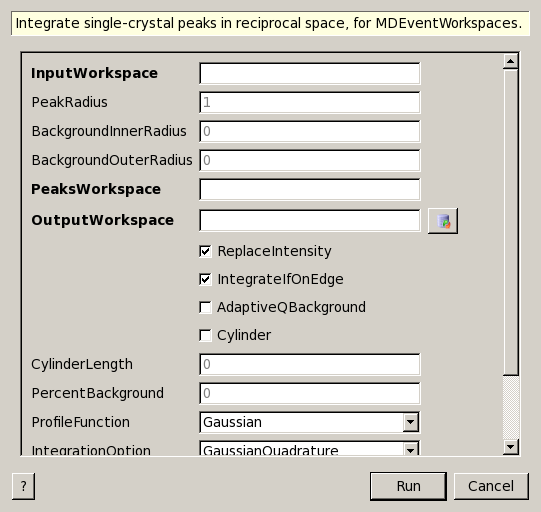 Integrate single-crystal peaks in reciprocal space, for MDEventWorkspaces.
InputWorkspace
PeakRadius 1
BackgroundInnerRadius 0
BackgroundOuterRadius 0
PeaksWorkspace
OutputWorkspace
ReplaceIntensity
IntegrateIfOnEdge
AdaptiveQBackground
Cylinder
CylinderLength 0
PercentBackground 0
ProfileFunction Gaussian
IntegrationOption GaussianQuadrature
? Run Cancel